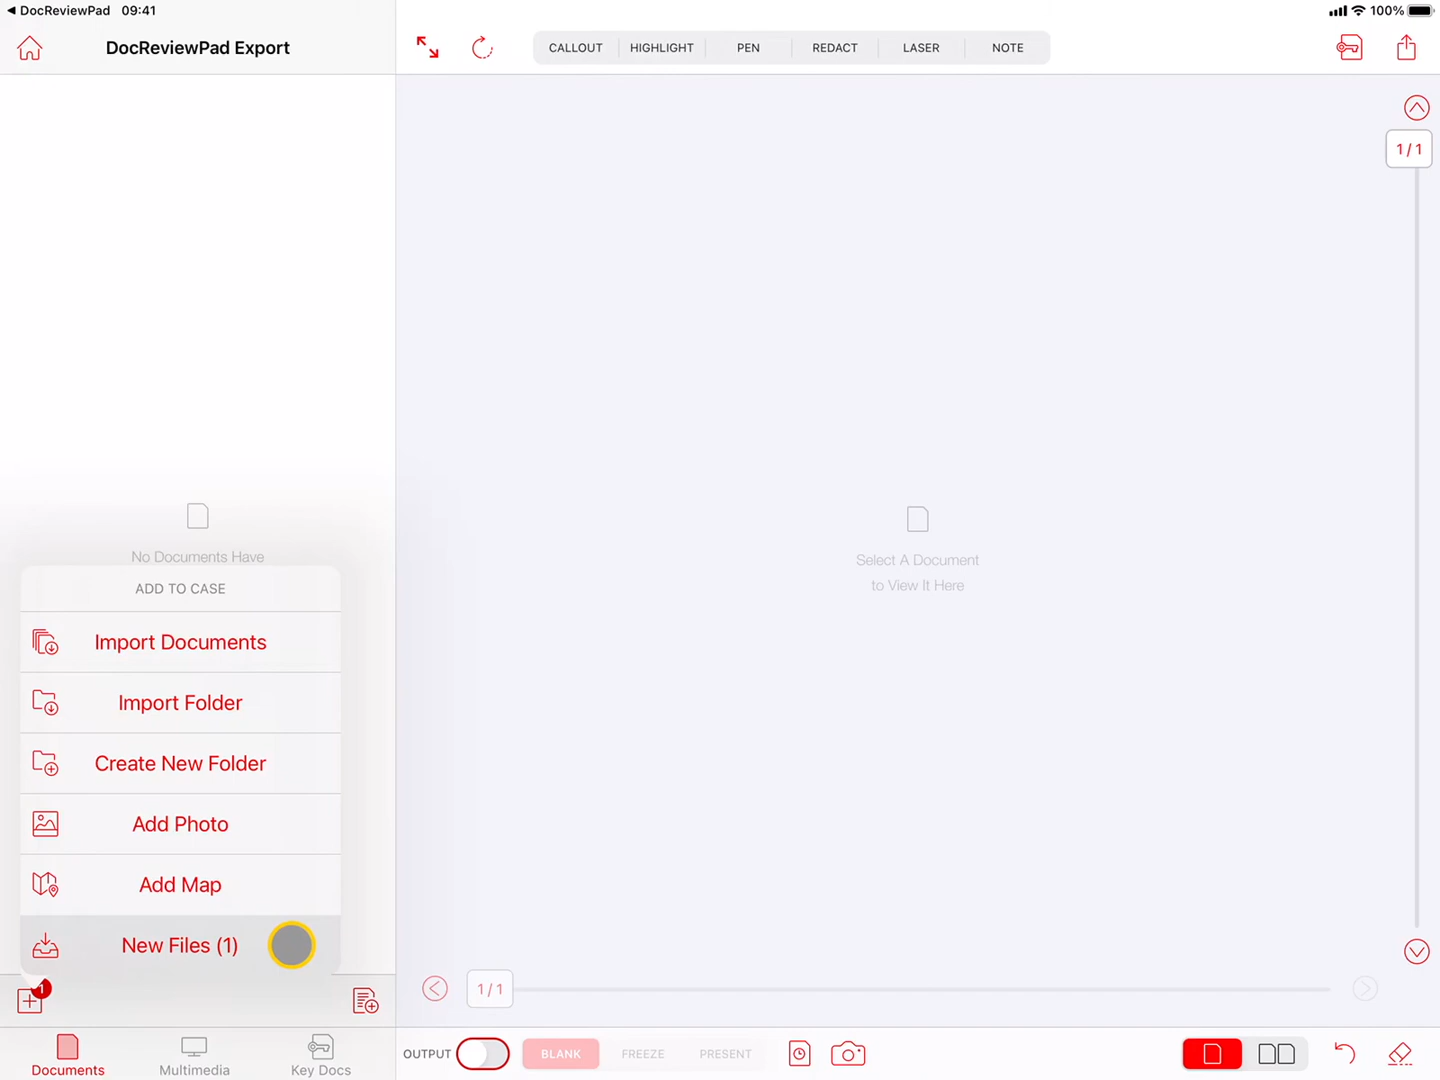 ◀ DocReviewPad 09:41
100%
DocReviewPad Export
CALLOUT
HIGHLIGHT
PEN
REDACT
LASER
NOTE
1 / 1
No Documents Have
Select A Document
to View It Here
ADD TO CASE
Import Documents
Import Folder
Create New Folder
Add Photo
Add Map
New Files (1)
1
1 / 1
Documents
Multimedia
Key Docs
OUTPUT
BLANK
FREEZE
PRESENT